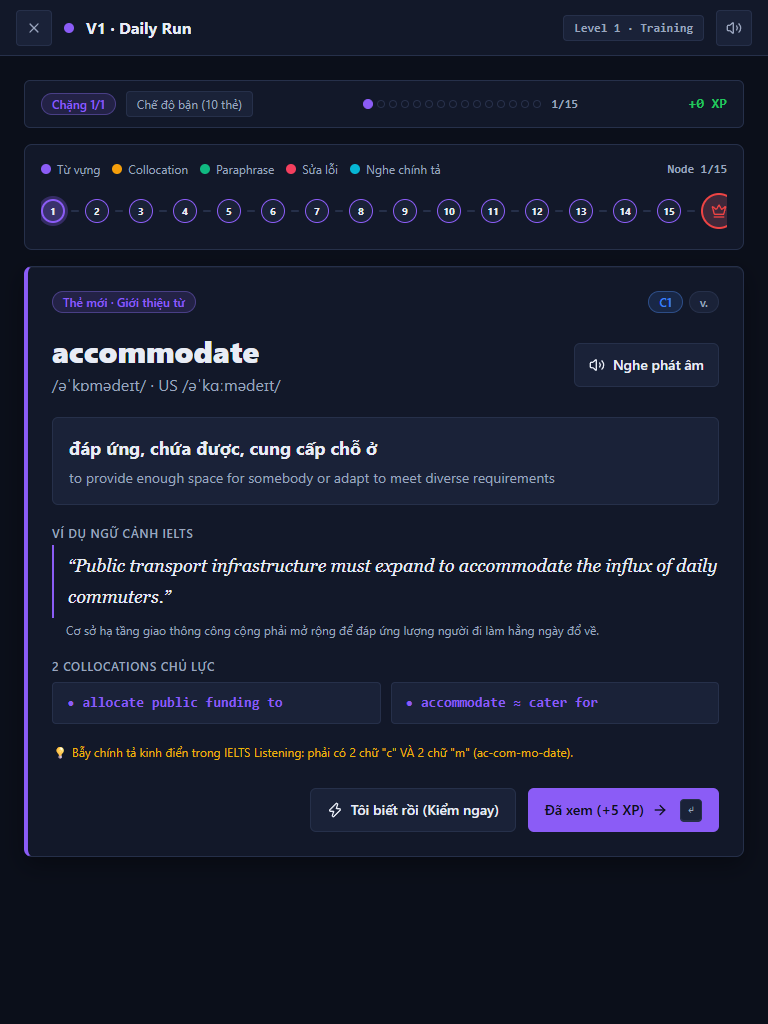 V1 · Daily Run
Level 1 · Training
Chặng 1/1
Chế độ bận (10 thẻ)
1/15
+0 XP
Từ vựng
Collocation
Paraphrase
Sửa lỗi
Nghe chính tả
Node 1/15
1 2 3 4 5 6 7 8 9 10 11 12 13 14 15
Thẻ mới · Giới thiệu từ
C1
v.
accommodate
/əˈkɒmədeɪt/ · US /əˈkɑːmədeɪt/
Nghe phát âm
đáp ứng, chứa được, cung cấp chỗ ở
to provide enough space for somebody or adapt to meet diverse requirements
VÍ DỤ NGỮ CẢNH IELTS
“Public transport infrastructure must expand to accommodate the influx of daily
commuters.”
Cơ sở hạ tầng giao thông công cộng phải mở rộng để đáp ứng lượng người đi làm hằng ngày đổ về.
2 COLLOCATIONS CHỦ LỰC
• allocate public funding to
• accommodate ≈ cater for
💡 Bẫy chính tả kinh điển trong IELTS Listening: phải có 2 chữ "c" VÀ 2 chữ "m" (ac-com-mo-date).
Tôi biết rồi (Kiểm ngay)
Đã xem (+5 XP) → ↵